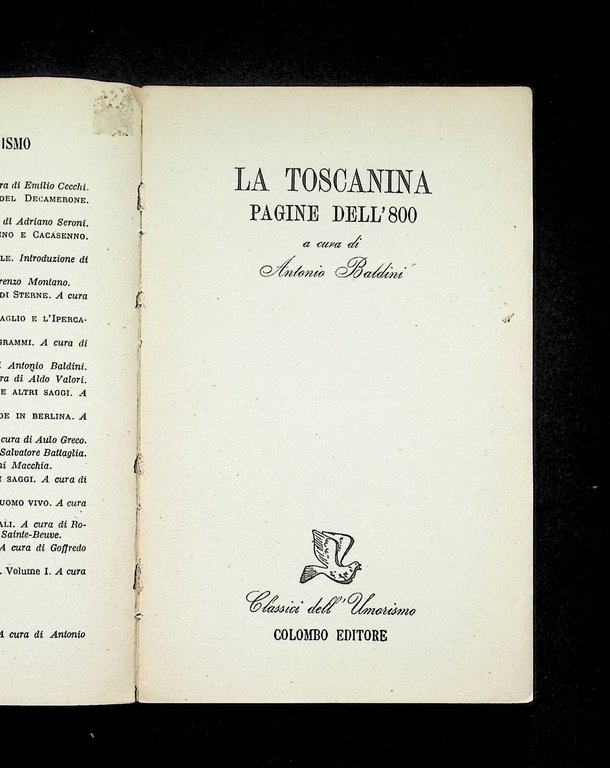 ISMO
ra di Emilio Cecchi.
DEL DECAMERONE.
di Adriano Seroni.
INO E CACASENNO.
LE. Introduzione di
renzo Montano.
DI STERNE. A cura
AGLIO E L'IPERCA-
GRAMMI. A cura di
i Antonio Baldini.
ra di Aldo Valori.
E ALTRI SAGGI. A
DE IN BERLINA. A
cura di Aulo Greco.
Salvatore Battaglia.
ni Macchia.
I SAGGI. A cura di
UOMO VIVO. A cura
ALI. A cura di Ro-
Sainte-Beuve.
A cura di Goffredo
. Volume I. A cura
A cura di Antonio
LA TOSCANINA
PAGINE DELL'800
a cura di
Antonio Baldini
Classici dell'Umorismo
COLOMBO EDITORE